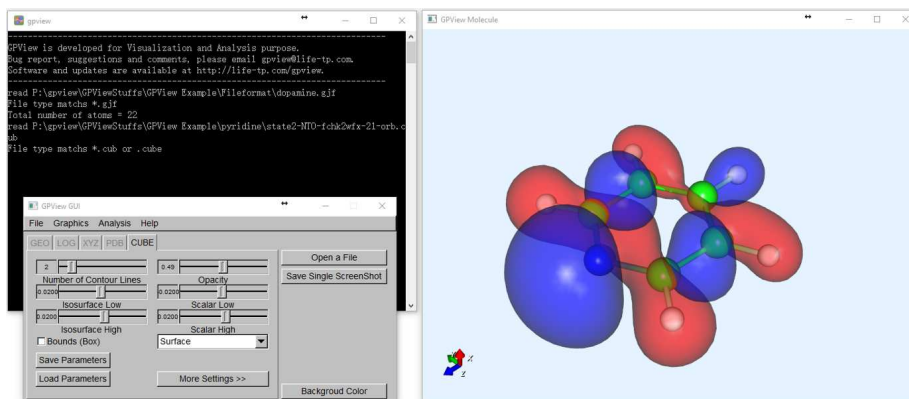 gpview
GPView is developed for Visualization and Analysis purpose.
Bug report, suggestions and comments, please email gpview@life-tp.com.
Software and updates are available at http://life-tp.com/gpview.
read P:\gpview\GPViewStuffs\GPView Example\Fileformat\dopamine.gjf
File type matchs *.gjf
Total number of atoms = 22
read P:\gpview\GPViewStuffs\GPView Example\pyridine\state2-NTO-fchk2wfx-21-orb.c
ub
File type matchs *.cub or .cube
GPView GUI
File Graphics Analysis Help
GEO LOG XYZ PDB CUBE
2 0.49
Number of Contour Lines Opacity
0.0200 0.0200
Isosurface Low Scalar Low
0.0200 0.0200
Isosurface High Scalar High
Bounds (Box) Surface
Save Parameters
Load Parameters More Settings >>
Open a File
Save Single ScreenShot
Backgroud Color
GPView Molecule
X
Z